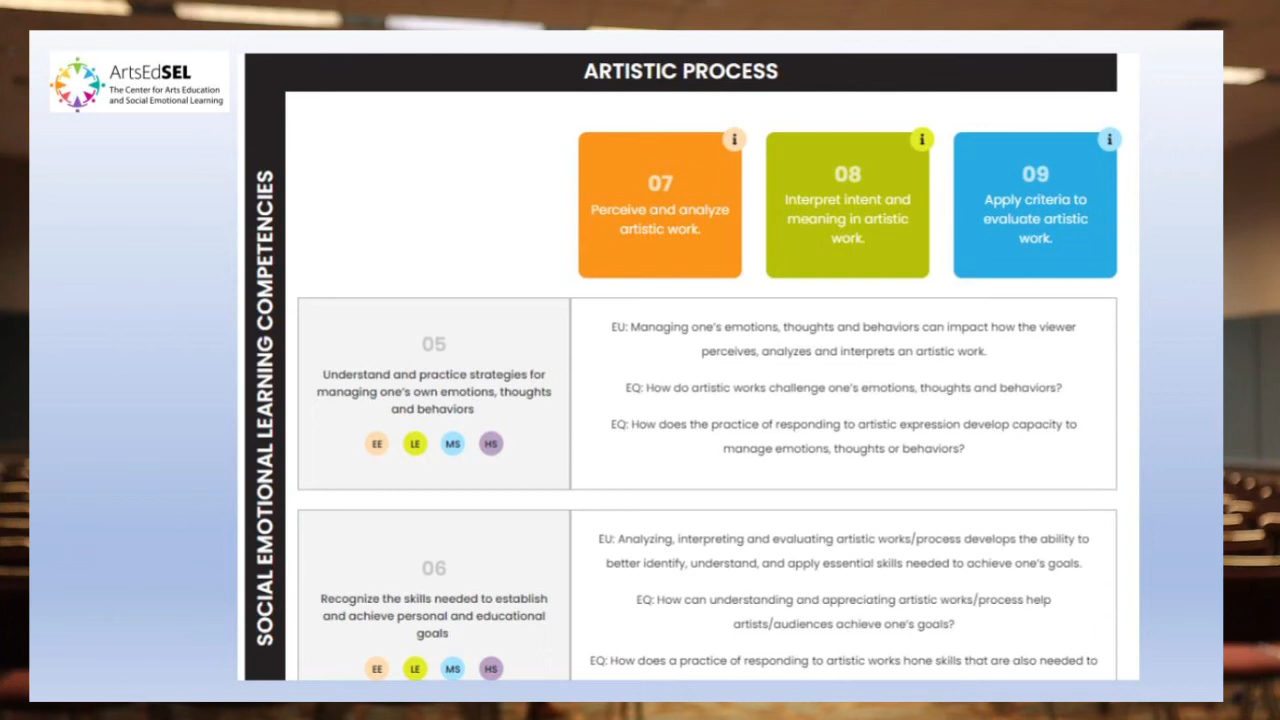 ArtsEdSEL
The Center for Arts Education
and Social Emotional Learning
ARTISTIC PROCESS
SOCIAL EMOTIONAL LEARNING COMPETENCIES
i
07
Perceive and analyze
artistic work.
i
08
Interpret intent and
meaning in artistic
work.
i
09
Apply criteria to
evaluate artistic
work.
05
Understand and practice strategies for
managing one's own emotions, thoughts
and behaviors
EE LE MS HS
EU: Managing one's emotions, thoughts and behaviors can impact how the viewer
perceives, analyzes and interprets an artistic work.
EQ: How do artistic works challenge one's emotions, thoughts and behaviors?
EQ: How does the practice of responding to artistic expression develop capacity to
manage emotions, thoughts or behaviors?
06
Recognize the skills needed to establish
and achieve personal and educational
goals
EE LE MS HS
EU: Analyzing, interpreting and evaluating artistic works/process develops the ability to
better identify, understand, and apply essential skills needed to achieve one's goals.
EQ: How can understanding and appreciating artistic works/process help
artists/audiences achieve one's goals?
EQ: How does a practice of responding to artistic works hone skills that are also needed to